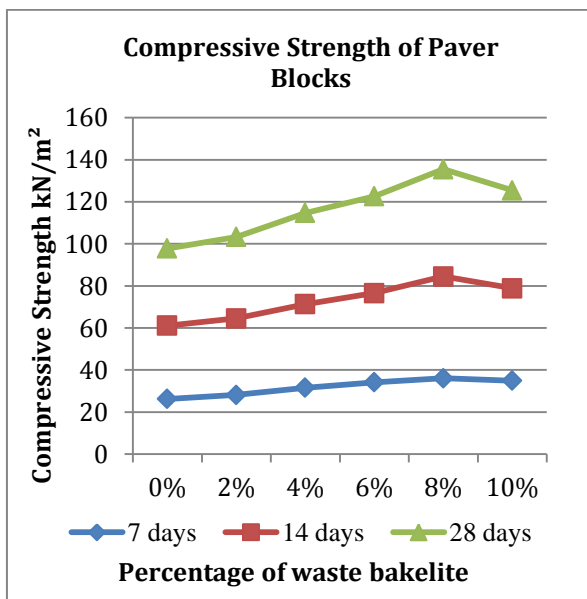 Compressive Strength of Paver
Blocks
Compressive Strength kN/m²
160
140
120
100
80
60
40
20
0
0% 2% 4% 6% 8% 10%
7 days 14 days 28 days
Percentage of waste bakelite